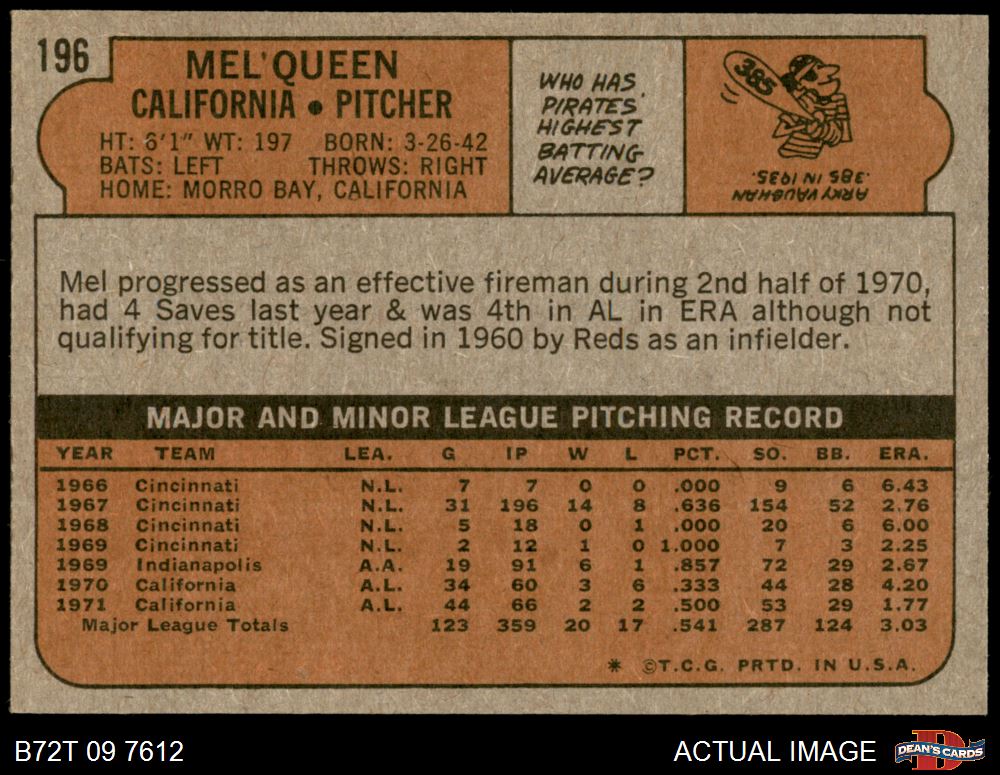 196
MEL QUEEN
CALIFORNIA • PITCHER
HT: 6'1" WT: 197 BORN: 3-26-42
BATS: LEFT THROWS: RIGHT
HOME: MORRO BAY, CALIFORNIA
WHO HAS
PIRATES'
HIGHEST
BATTING
AVERAGE?
385
ARKY VAUGHAN
.385 IN 1935.
Mel progressed as an effective fireman during 2nd half of 1970,
had 4 Saves last year & was 4th in AL in ERA although not
qualifying for title. Signed in 1960 by Reds as an infielder.
MAJOR AND MINOR LEAGUE PITCHING RECORD
YEAR TEAM LEA. G IP W L PCT. SO. BB. ERA.
1966 Cincinnati N.L. 7 7 0 0 .000 9 6 6.43
1967 Cincinnati N.L. 31 196 14 8 .636 154 52 2.76
1968 Cincinnati N.L. 5 18 0 1 .000 20 6 6.00
1969 Cincinnati N.L. 2 12 1 0 1.000 7 3 2.25
1969 Indianapolis A.A. 19 91 6 1 .857 72 29 2.67
1970 California A.L. 34 60 3 6 .333 44 28 4.20
1971 California A.L. 44 66 2 2 .500 53 29 1.77
Major League Totals 123 359 20 17 .541 287 124 3.03
* ©T.C.G. PRTD. IN U.S.A.
B72T 09 7612
ACTUAL IMAGE
DEAN'S CARDS